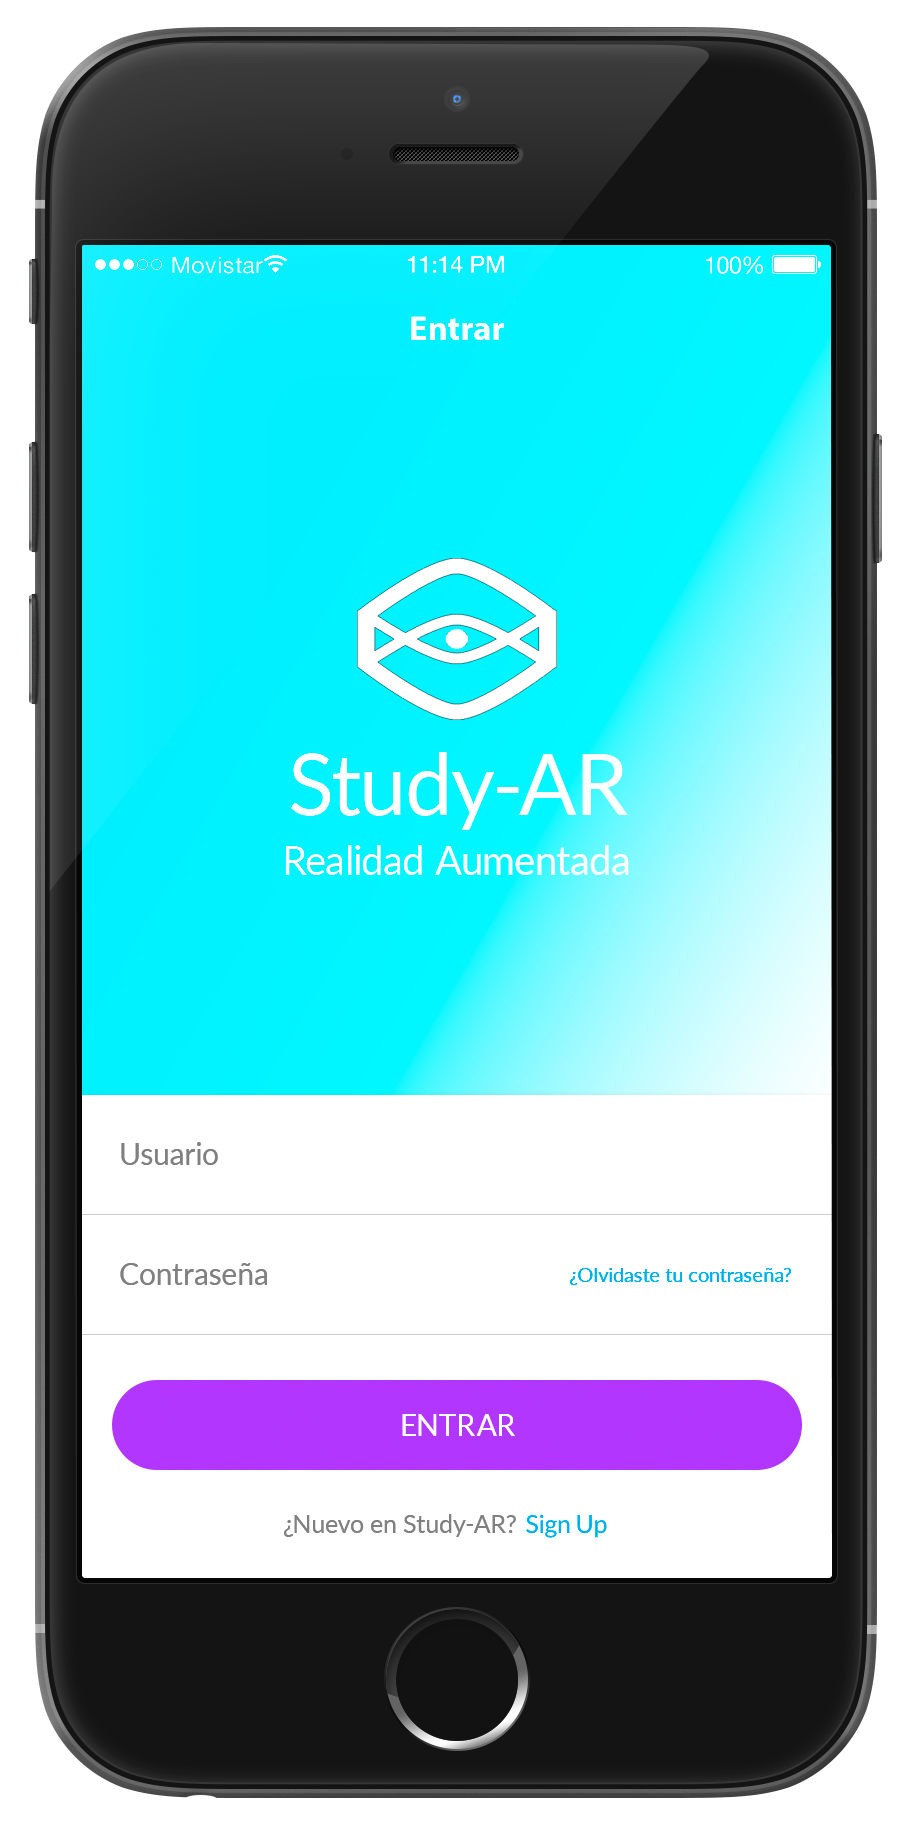 Movistar 11:14 PM 100%
Entrar
Study-AR
Realidad Aumentada
Usuario
Contraseña ¿Olvidaste tu contraseña?
ENTRAR
¿Nuevo en Study-AR? Sign Up